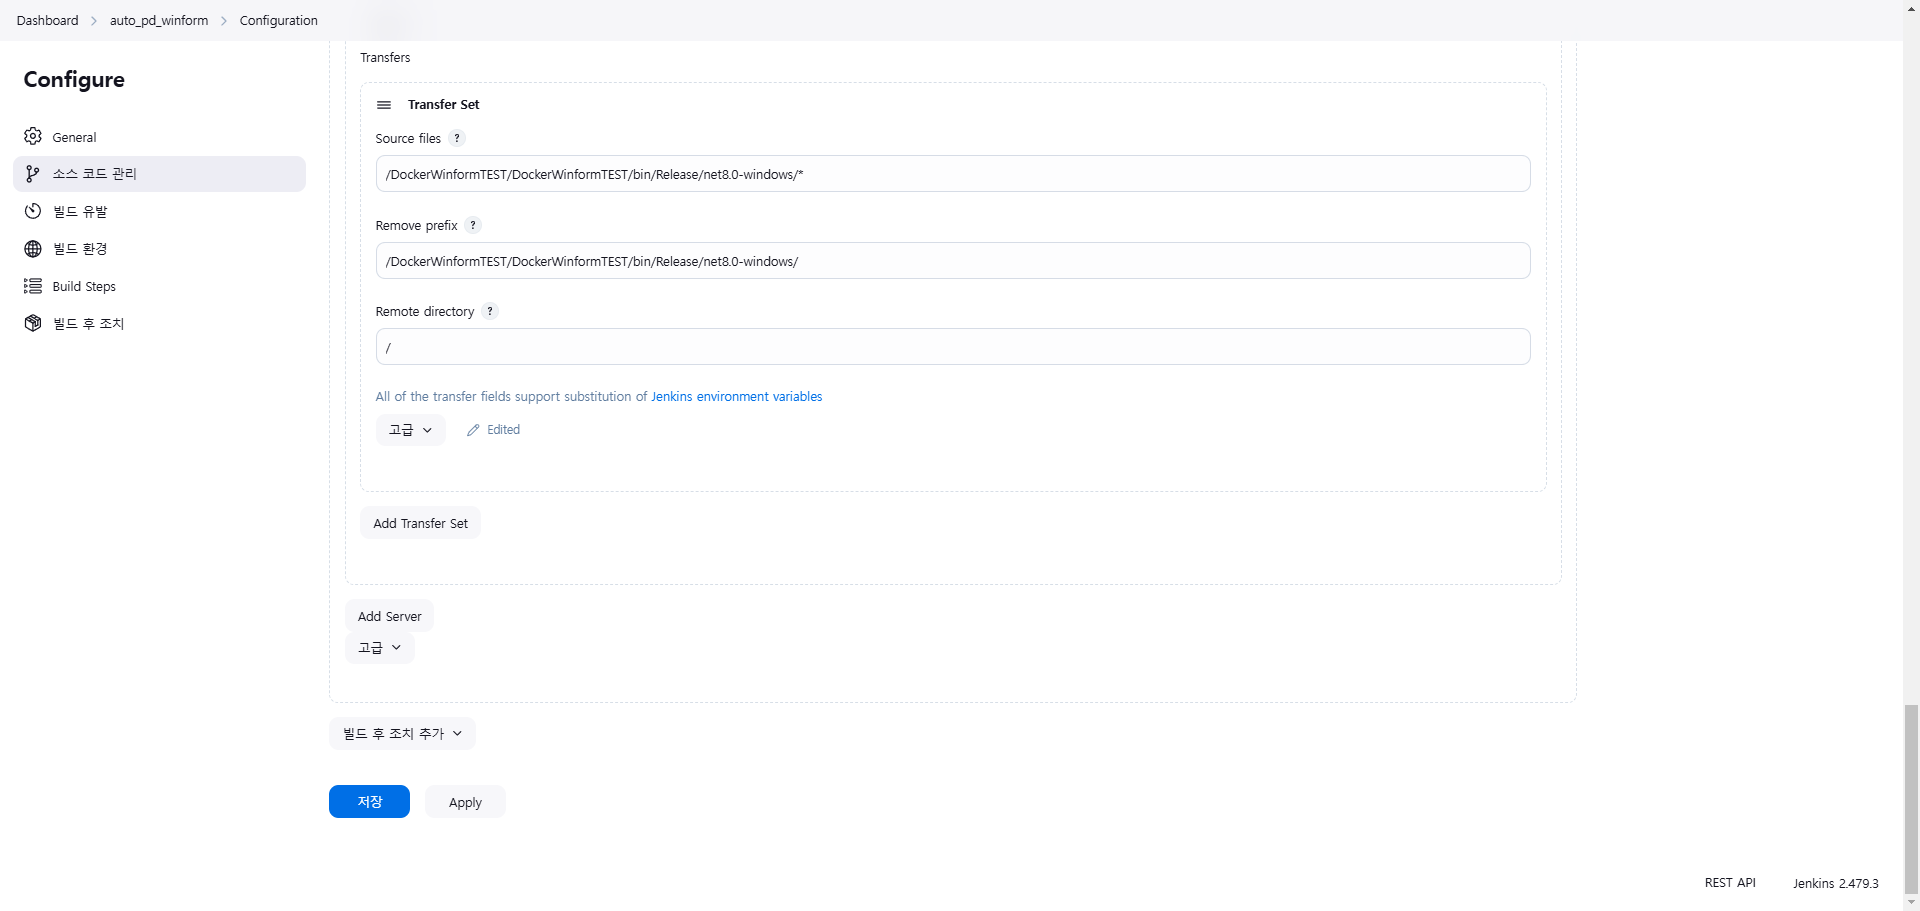 Dashboard > auto_pd_winform > Configuration
Configure
General
소스 코드 관리
빌드 유발
빌드 환경
Build Steps
빌드 후 조치
Transfers
Transfer Set
Source files ?
/DockerWinformTEST/DockerWinformTEST/bin/Release/net8.0-windows/*
Remove prefix ?
/DockerWinformTEST/DockerWinformTEST/bin/Release/net8.0-windows/
Remote directory ?
/
All of the transfer fields support substitution of Jenkins environment variables
고급
Edited
Add Transfer Set
Add Server
고급
빌드 후 조치 추가
저장
Apply
REST API
Jenkins 2.479.3